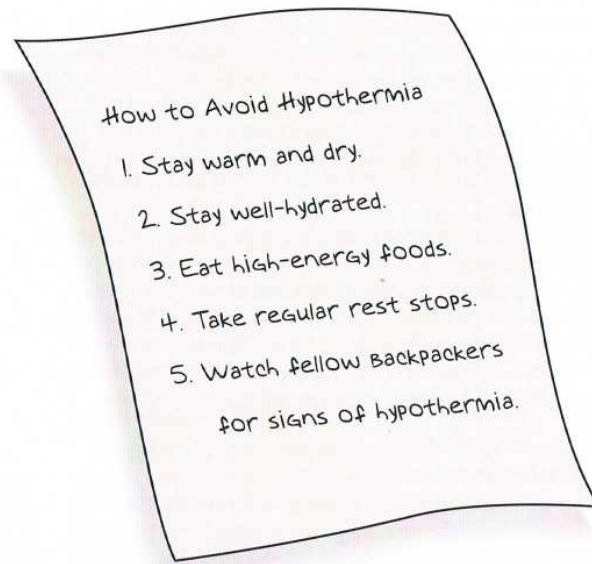 How to Avoid Hypothermia
1. Stay warm and dry.
2. Stay well-hydrated.
3. Eat high-energy foods.
4. Take regular rest stops.
5. Watch fellow Backpackers
for signs of hypothermia.